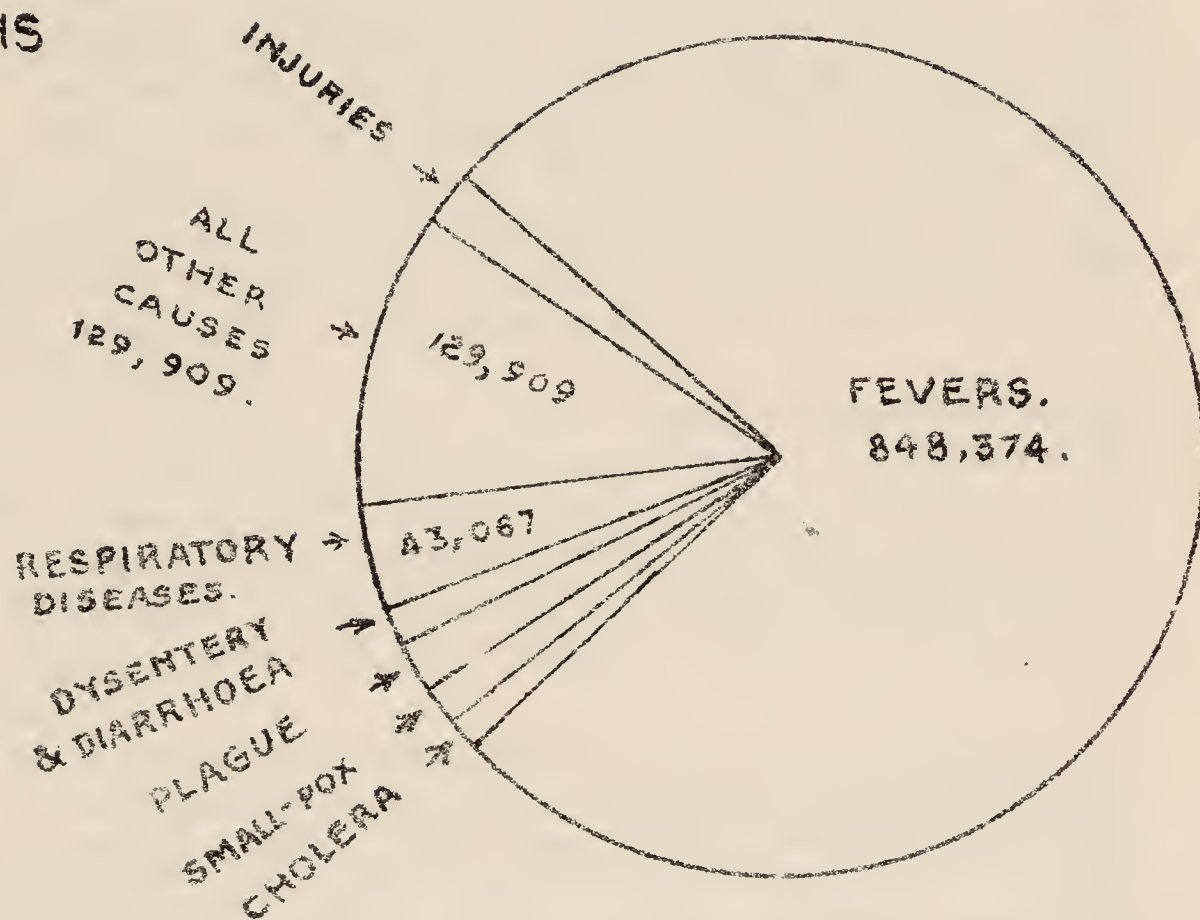 HS
INJURIES
ALL
OTHER
CAUSES
129,909.
129,909
FEVERS.
848,374.
43,067
RESPIRATORY
DISEASES.
DYSENTERY
& DIARRHOEA
PLAGUE
SMALL-POX
CHOLERA